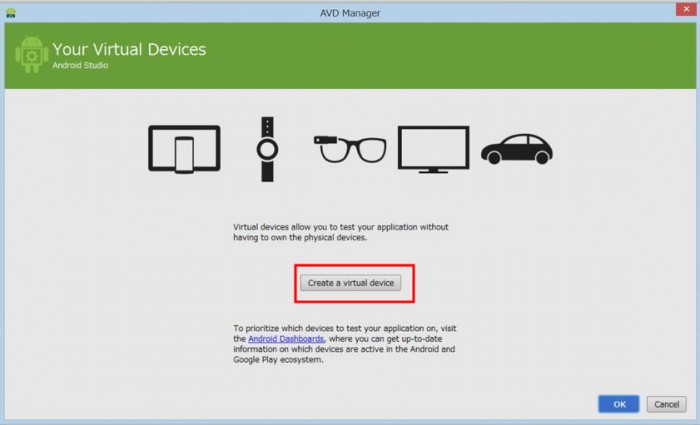 AVD Manager
Your Virtual Devices
Android Studio
Virtual devices allow you to test your application without
having to own the physical devices.
Create a virtual device
To prioritize which devices to test your application on, visit
the Android Dashboards, where you can get up-to-date
information on which devices are active in the Android and
Google Play ecosystem.
OK Cancel